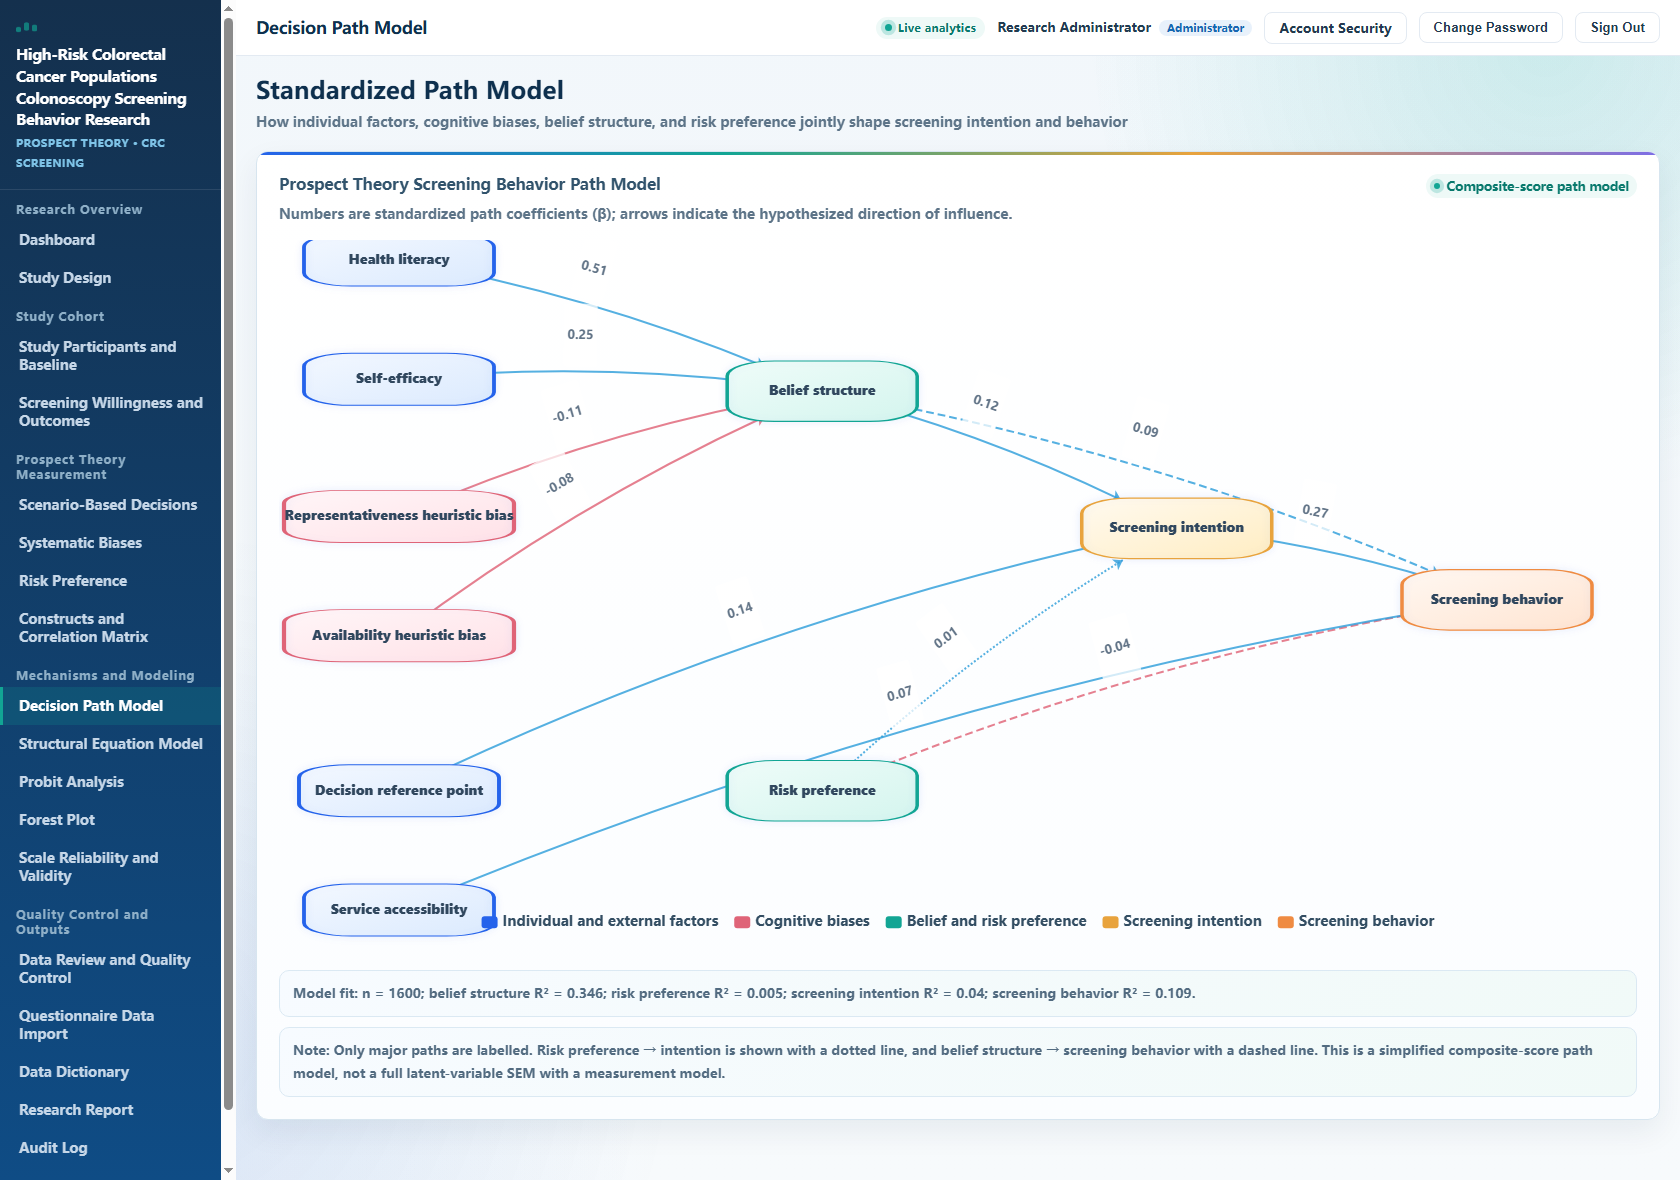 High-Risk Colorectal
Cancer Populations
Colonoscopy Screening
Behavior Research
PROSPECT THEORY • CRC
SCREENING
Research Overview
Dashboard
Study Design
Study Cohort
Study Participants and
Baseline
Screening Willingness and
Outcomes
Prospect Theory
Measurement
Scenario-Based Decisions
Systematic Biases
Risk Preference
Constructs and
Correlation Matrix
Mechanisms and Modeling
Decision Path Model
Structural Equation Model
Probit Analysis
Forest Plot
Scale Reliability and
Validity
Quality Control and
Outputs
Data Review and Quality
Control
Questionnaire Data
Import
Data Dictionary
Research Report
Audit Log
Decision Path Model
Live analytics
Research Administrator
Administrator
Account Security
Change Password
Sign Out
Standardized Path Model
How individual factors, cognitive biases, belief structure, and risk preference jointly shape screening intention and behavior
Prospect Theory Screening Behavior Path Model
Composite-score path model
Numbers are standardized path coefficients (β); arrows indicate the hypothesized direction of influence.
Health literacy
0.51
0.25
Self-efficacy
Belief structure
-0.11
0.12
0.09
-0.08
Representativeness heuristic bias
0.27
Screening intention
Screening behavior
0.14
Availability heuristic bias
0.01
-0.04
0.07
Decision reference point
Risk preference
Service accessibility
Individual and external factors
Cognitive biases
Belief and risk preference
Screening intention
Screening behavior
Model fit: n = 1600; belief structure R² = 0.346; risk preference R² = 0.005; screening intention R² = 0.04; screening behavior R² = 0.109.
Note: Only major paths are labelled. Risk preference → intention is shown with a dotted line, and belief structure → screening behavior with a dashed line. This is a simplified composite-score path
model, not a full latent-variable SEM with a measurement model.